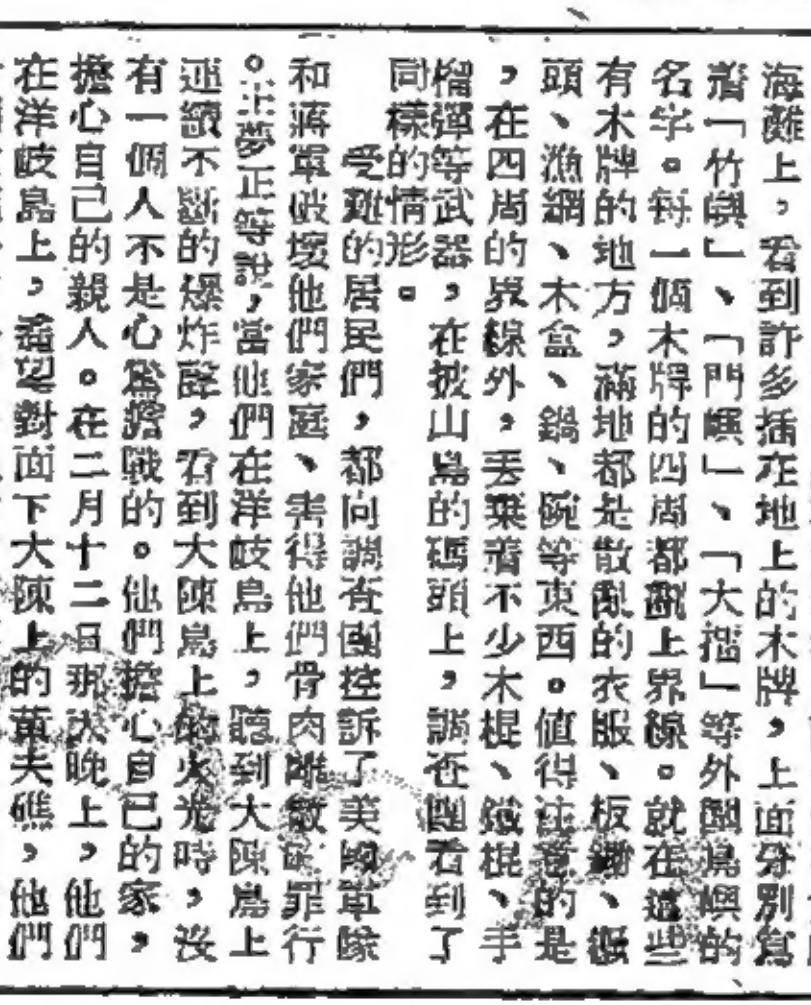 海灘上，看到許多插在地上的木牌，上面分別寫
着「竹嶼」、「門嶼」、「大擋」等外圍島嶼的
名字。每一個木牌的四周都劃上界線。就在這些
有木牌的地方，滿地都是散亂的衣服、板
頭、漁網、木盒、鍋、碗等東西。值得注意的是
，在四周的界線外，丟棄着不少木棍、鐵棍、手
榴彈等武器，在披山島的碼頭上，調查團看到了
同樣的情形。
受難的居民們，都向調查團控訴了美國軍隊
和蔣軍破壞他們家庭、害得他們骨肉離散的罪行
。夢正等說，當他們在洋岐島上，聽到大陳島上
連續不斷的爆炸聲，看到大陳島上的火光時，沒
有一個人不是心驚膽戰的。他們擔心自己的家，
擔心自己的親人。在二月十二日那天晚上，他們
在洋岐島上，看望對面下大陳上的黃夫礁，他們